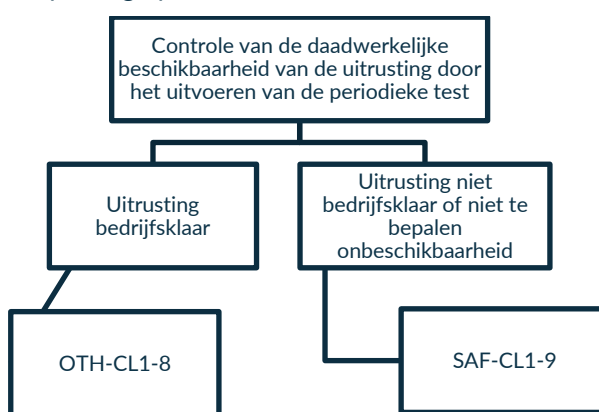 Controle van de daadwerkelijke
beschikbaarheid van de uitrusting door
het uitvoeren van de periodieke test
Uitrusting
bedrijfsklaar
Uitrusting niet
bedrijfsklaar of niet te
bepalen
onbeschikbaarheid
OTH-CL1-8
SAF-CL1-9